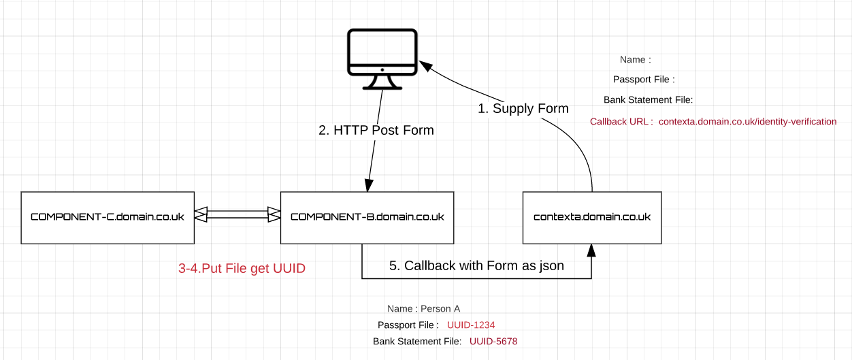 Name :
Passport File :
Bank Statement File:
Callback URL : contexta.domain.co.uk/identity-verification
1. Supply Form
2. HTTP Post Form
COMPONENT-C.domain.co.uk
COMPONENT-B.domain.co.uk
contexta.domain.co.uk
3-4.Put File get UUID
5. Callback with Form as json
Name : Person A
Passport File : UUID-1234
Bank Statement File: UUID-5678